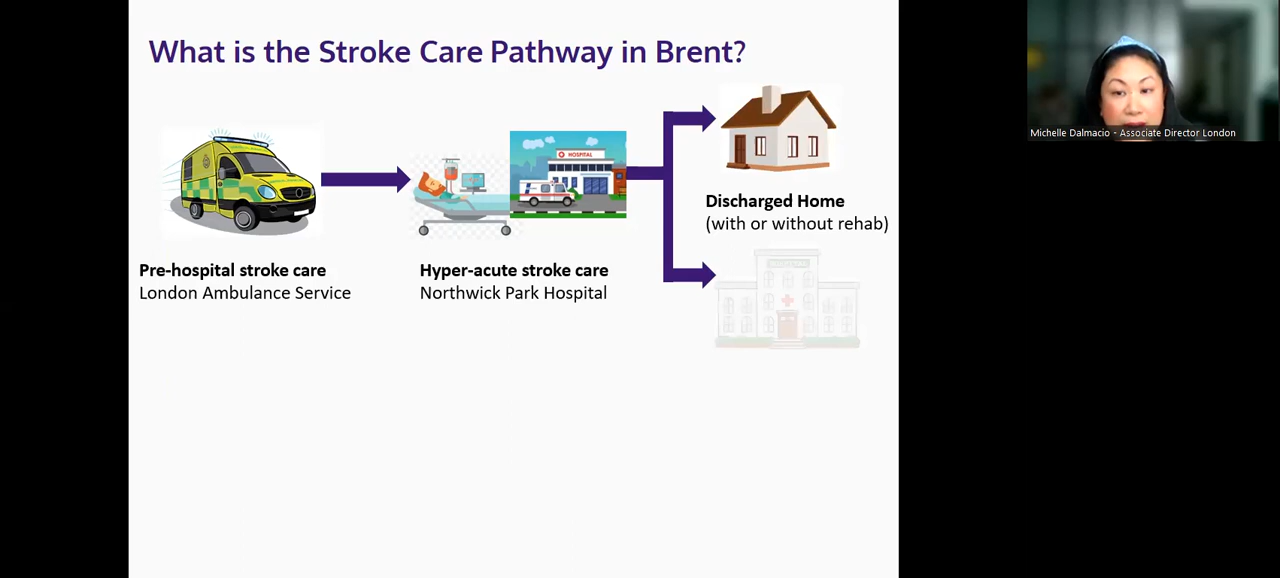 What is the Stroke Care Pathway in Brent?
Michelle Dalmacio - Associate Director London
HOSPITAL
Discharged Home
(with or without rehab)
Pre-hospital stroke care
London Ambulance Service
Hyper-acute stroke care
Northwick Park Hospital